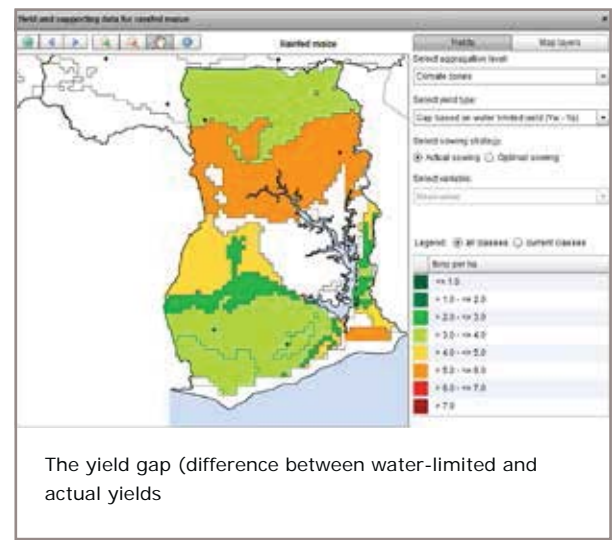 Yield and supporting data for rainfed maize
Rainfed maize
Yields
Map layers
Select aggregation level:
Climate zones
Select yield type:
Gap based on water limited yield (Yw - Ya)
Select sowing strategy:
Actual sowing Optimal sowing
Select variable:
Legend: all classes current classes
tons per ha
<= 1.0
> 1.0 - <= 2.0
> 2.0 - <= 3.0
> 3.0 - <= 4.0
> 4.0 - <= 5.0
> 5.0 - <= 6.0
> 6.0 - <= 7.0
> 7.0
The yield gap (difference between water-limited and
actual yields